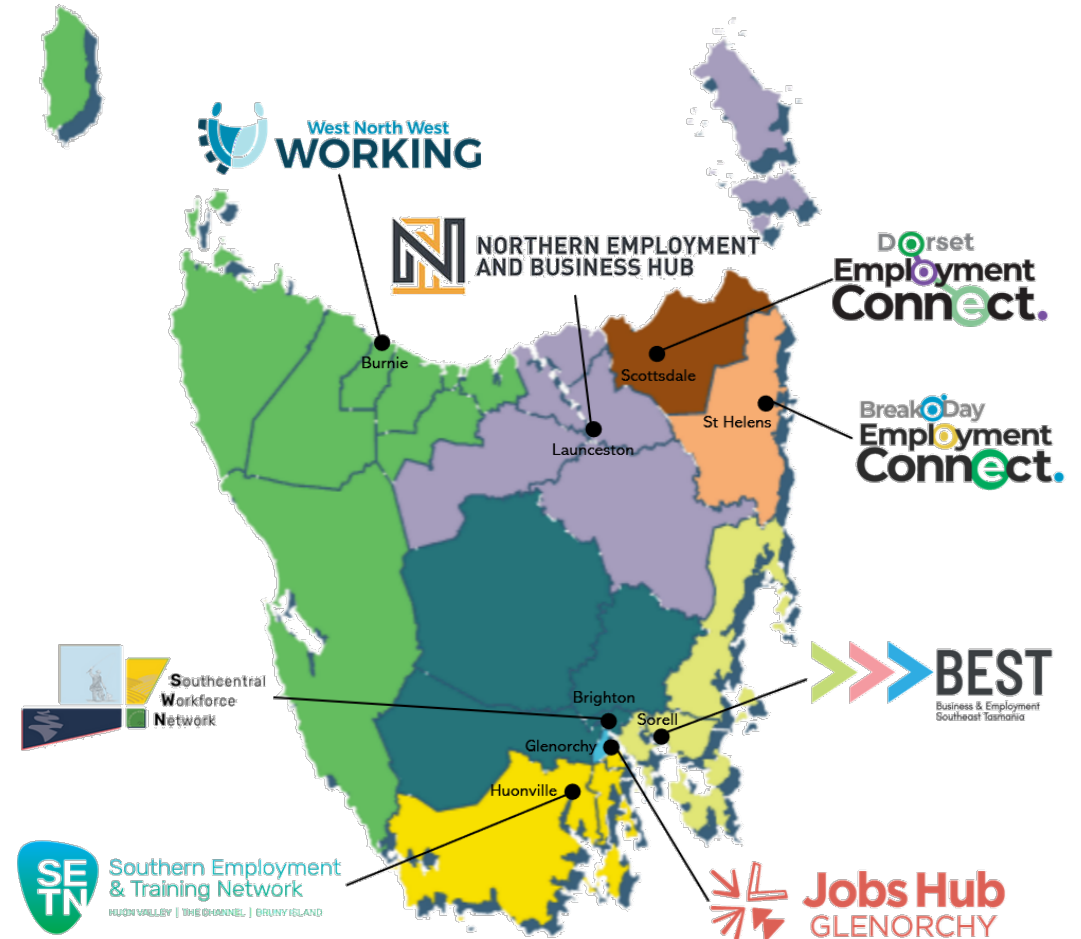 West North West
WORKING
NORTHERN EMPLOYMENT
AND BUSINESS HUB
Dorset
Employment
Connect.
Burnie
Scottsdale
Break O Day
Employment
Connect.
St Helens
Launceston
Southcentral
Workforce
Network
BEST
Business & Employment
Southeast Tasmania
Brighton
Sorell
Glenorchy
Huonville
SE
TN
Southern Employment
& Training Network
HUON VALLEY | THE CHANNEL | BRUNY ISLAND
Jobs Hub
GLENORCHY